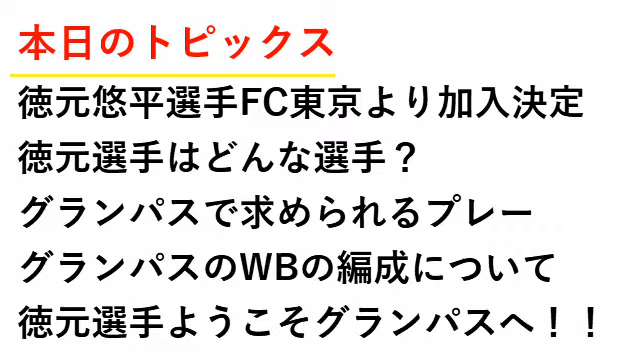 本日のトピックス
徳元悠平選手FC東京より加入決定
徳元選手はどんな選手？
グランパスで求められるプレー
グランパスのWBの編成について
徳元選手ようこそグランパスへ！！